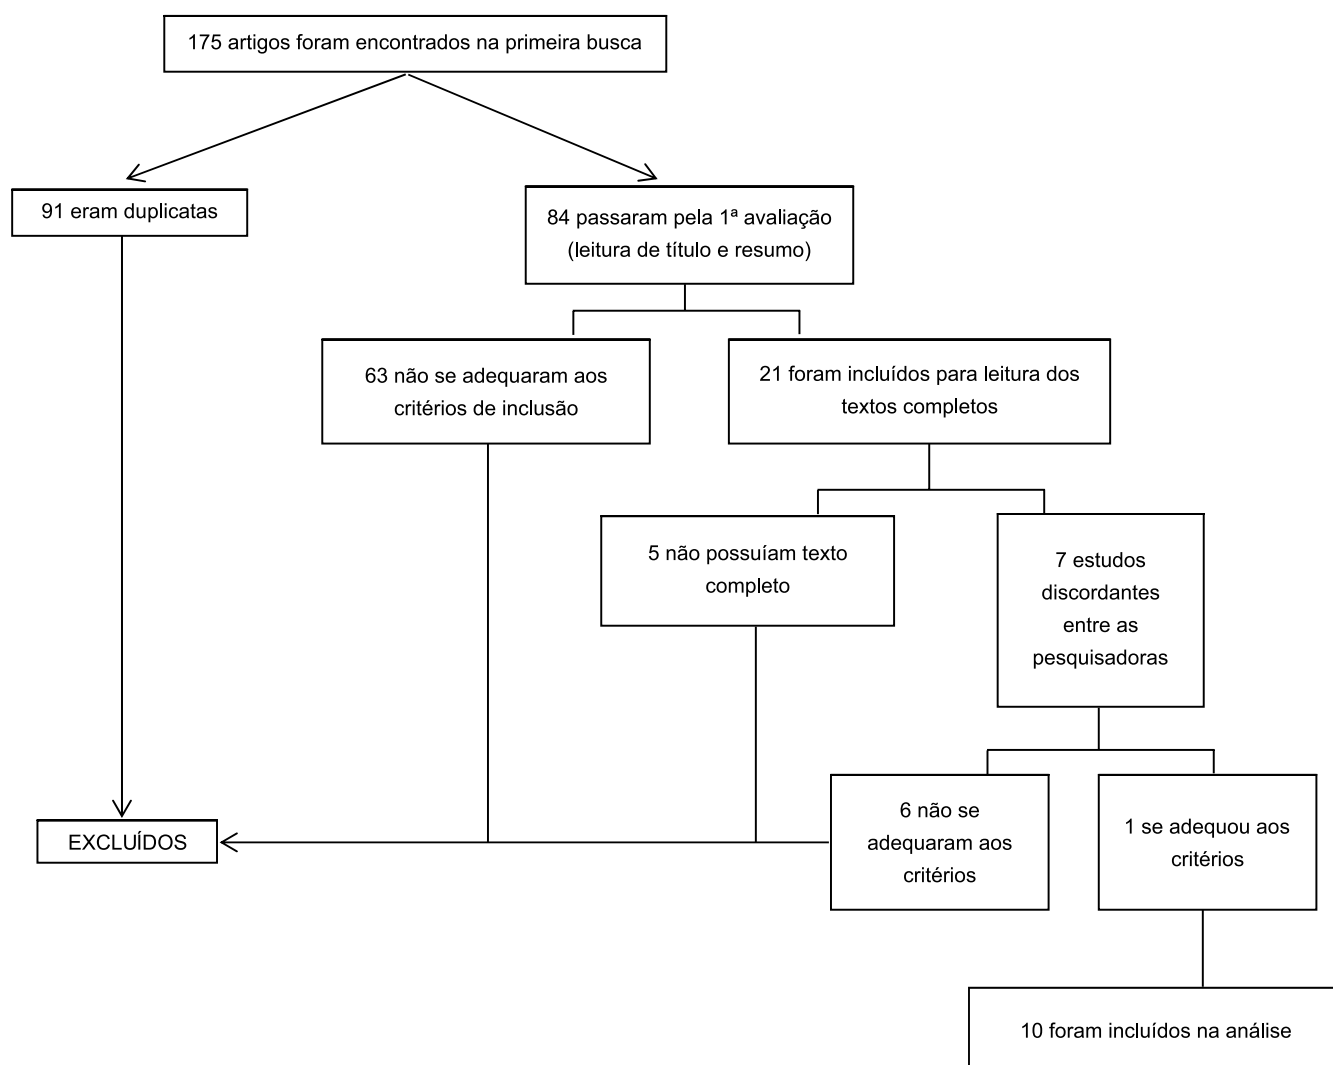 175 artigos foram encontrados na primeira busca
91 eram duplicatas
84 passaram pela 1ª avaliação
(leitura de título e resumo)
63 não se adequaram aos
critérios de inclusão
21 foram incluídos para leitura dos
textos completos
5 não possuíam texto
completo
7 estudos
discordantes
entre as
pesquisadoras
EXCLUÍDOS
6 não se
adequaram aos
critérios
1 se adequou aos
critérios
10 foram incluídos na análise